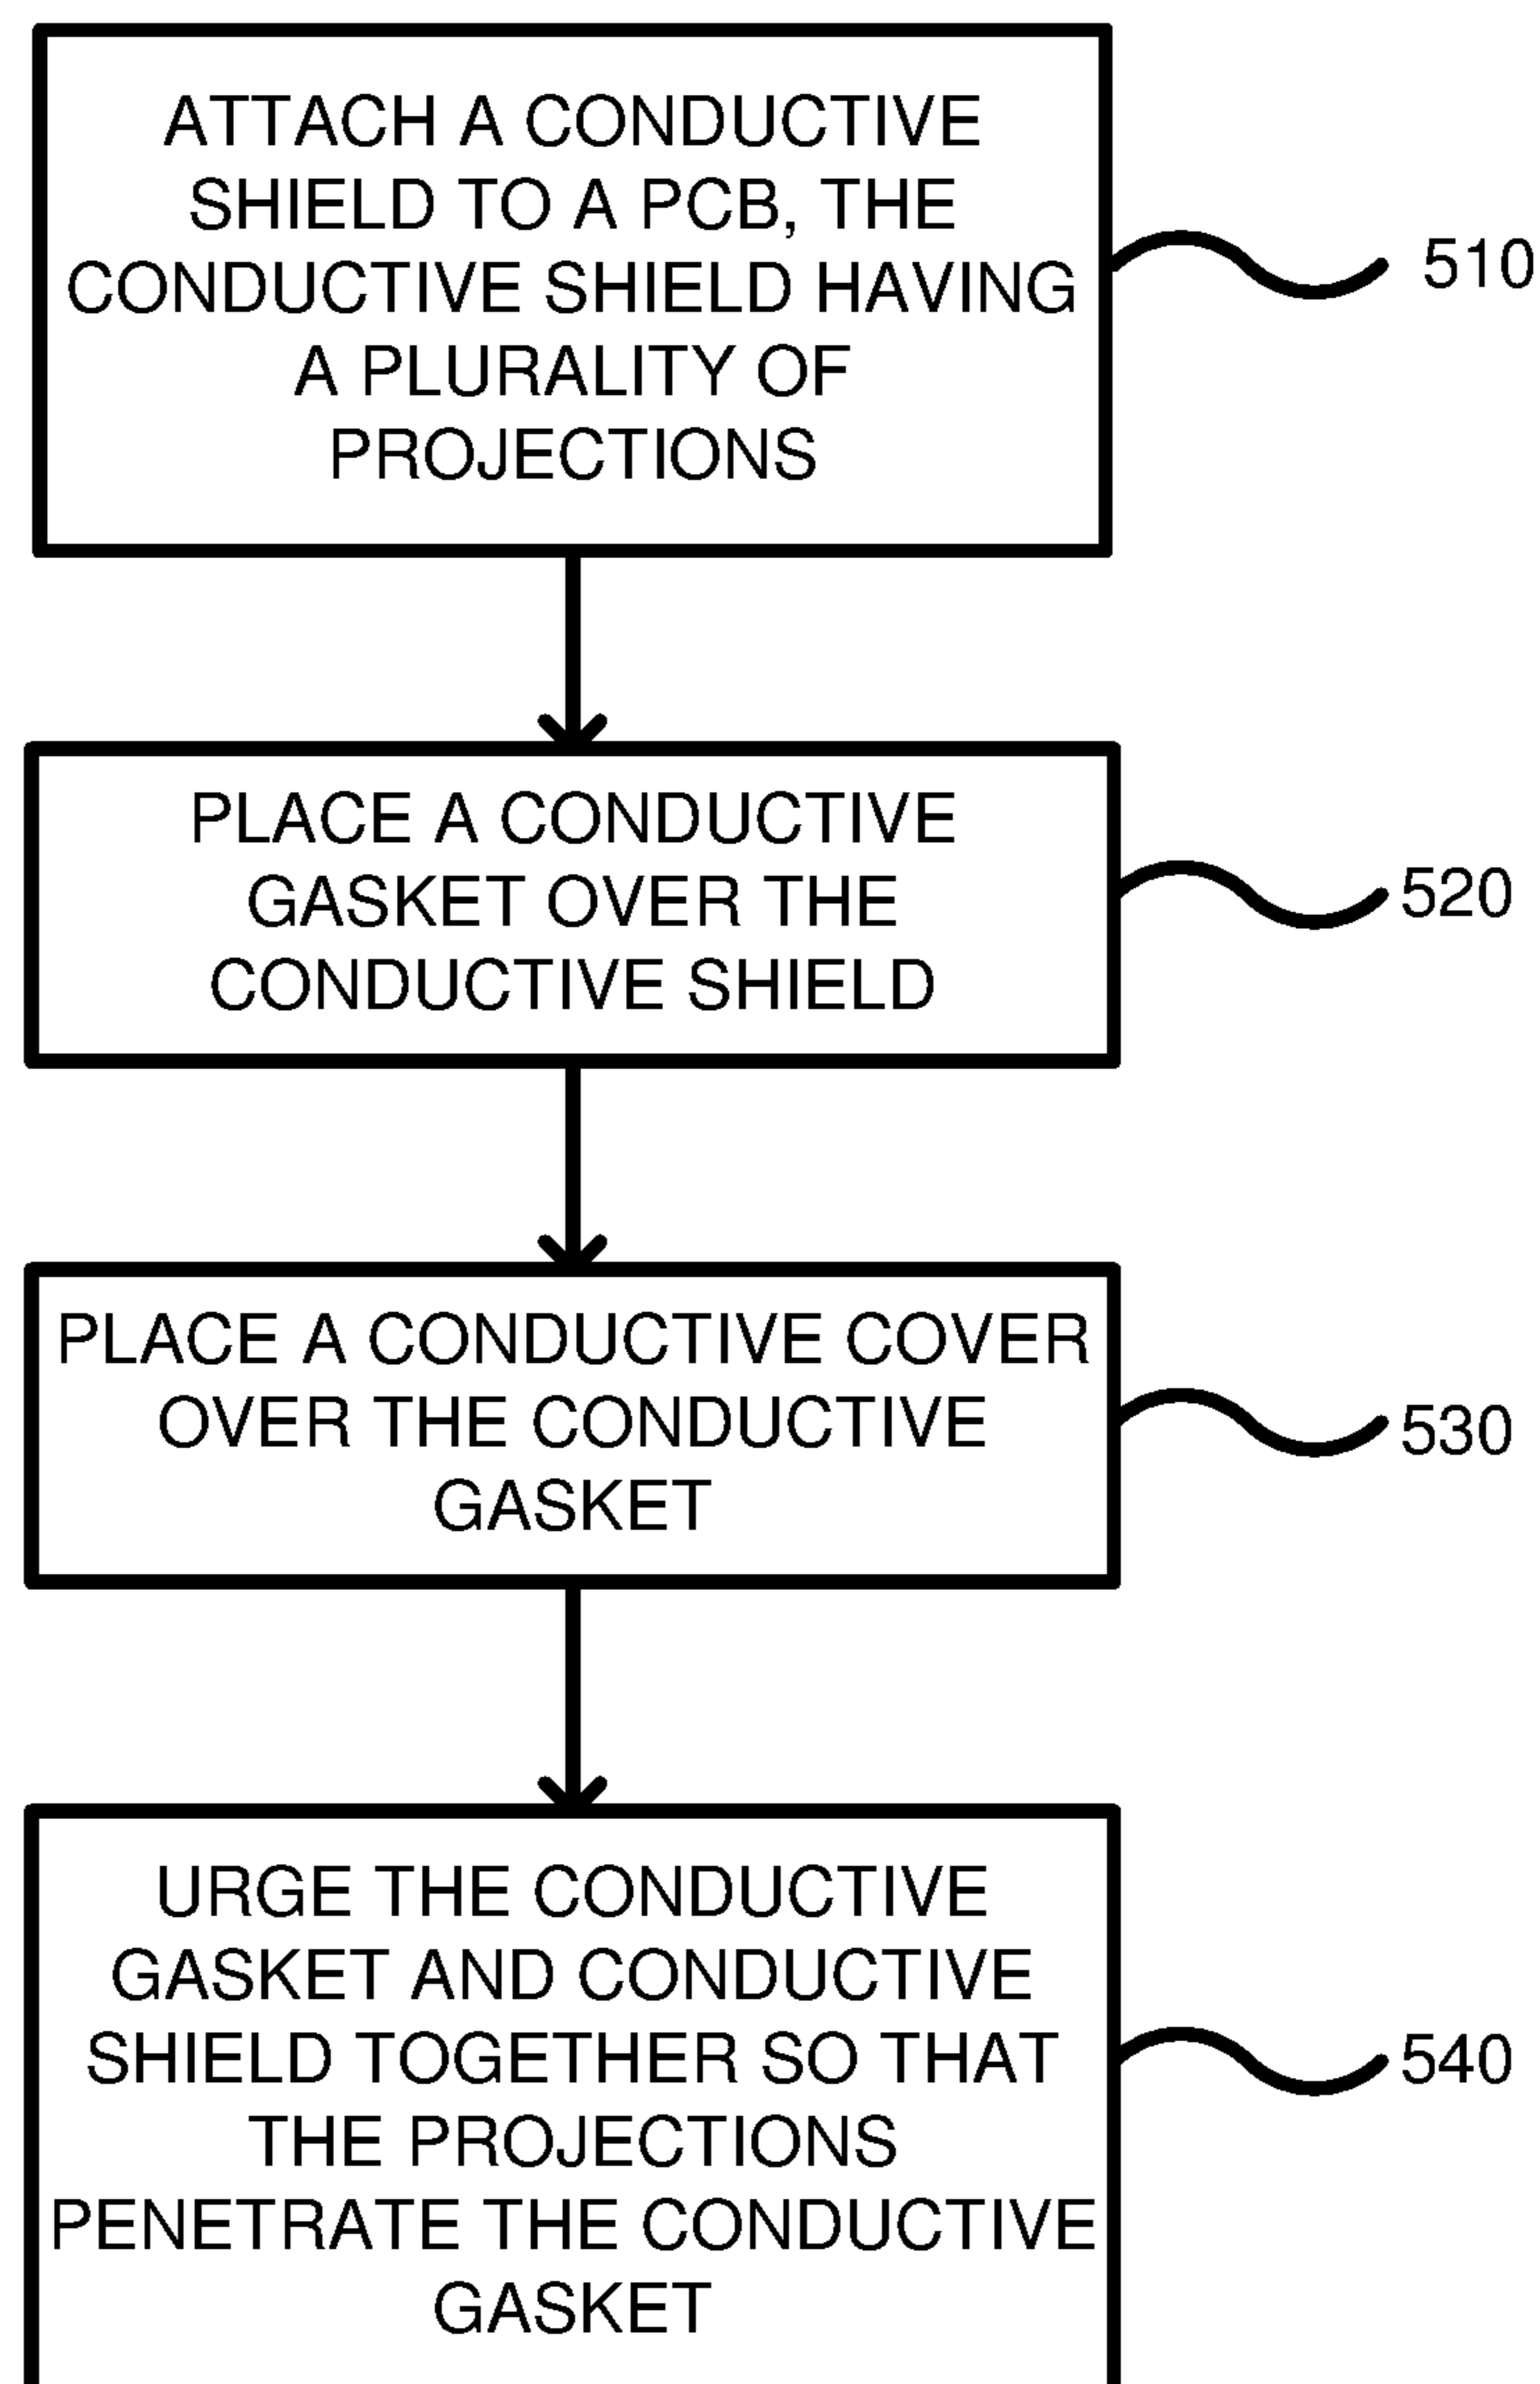 ATTACH A CONDUCTIVE
SHIELD TO A PCB, THE
CONDUCTIVE SHIELD HAVING
A PLURALITY OF
PROJECTIONS
510
PLACE A CONDUCTIVE
GASKET OVER THE
CONDUCTIVE SHIELD
520
PLACE A CONDUCTIVE COVER
OVER THE CONDUCTIVE
GASKET
530
URGE THE CONDUCTIVE
GASKET AND CONDUCTIVE
SHIELD TOGETHER SO THAT
THE PROJECTIONS
PENETRATE THE CONDUCTIVE
GASKET
540